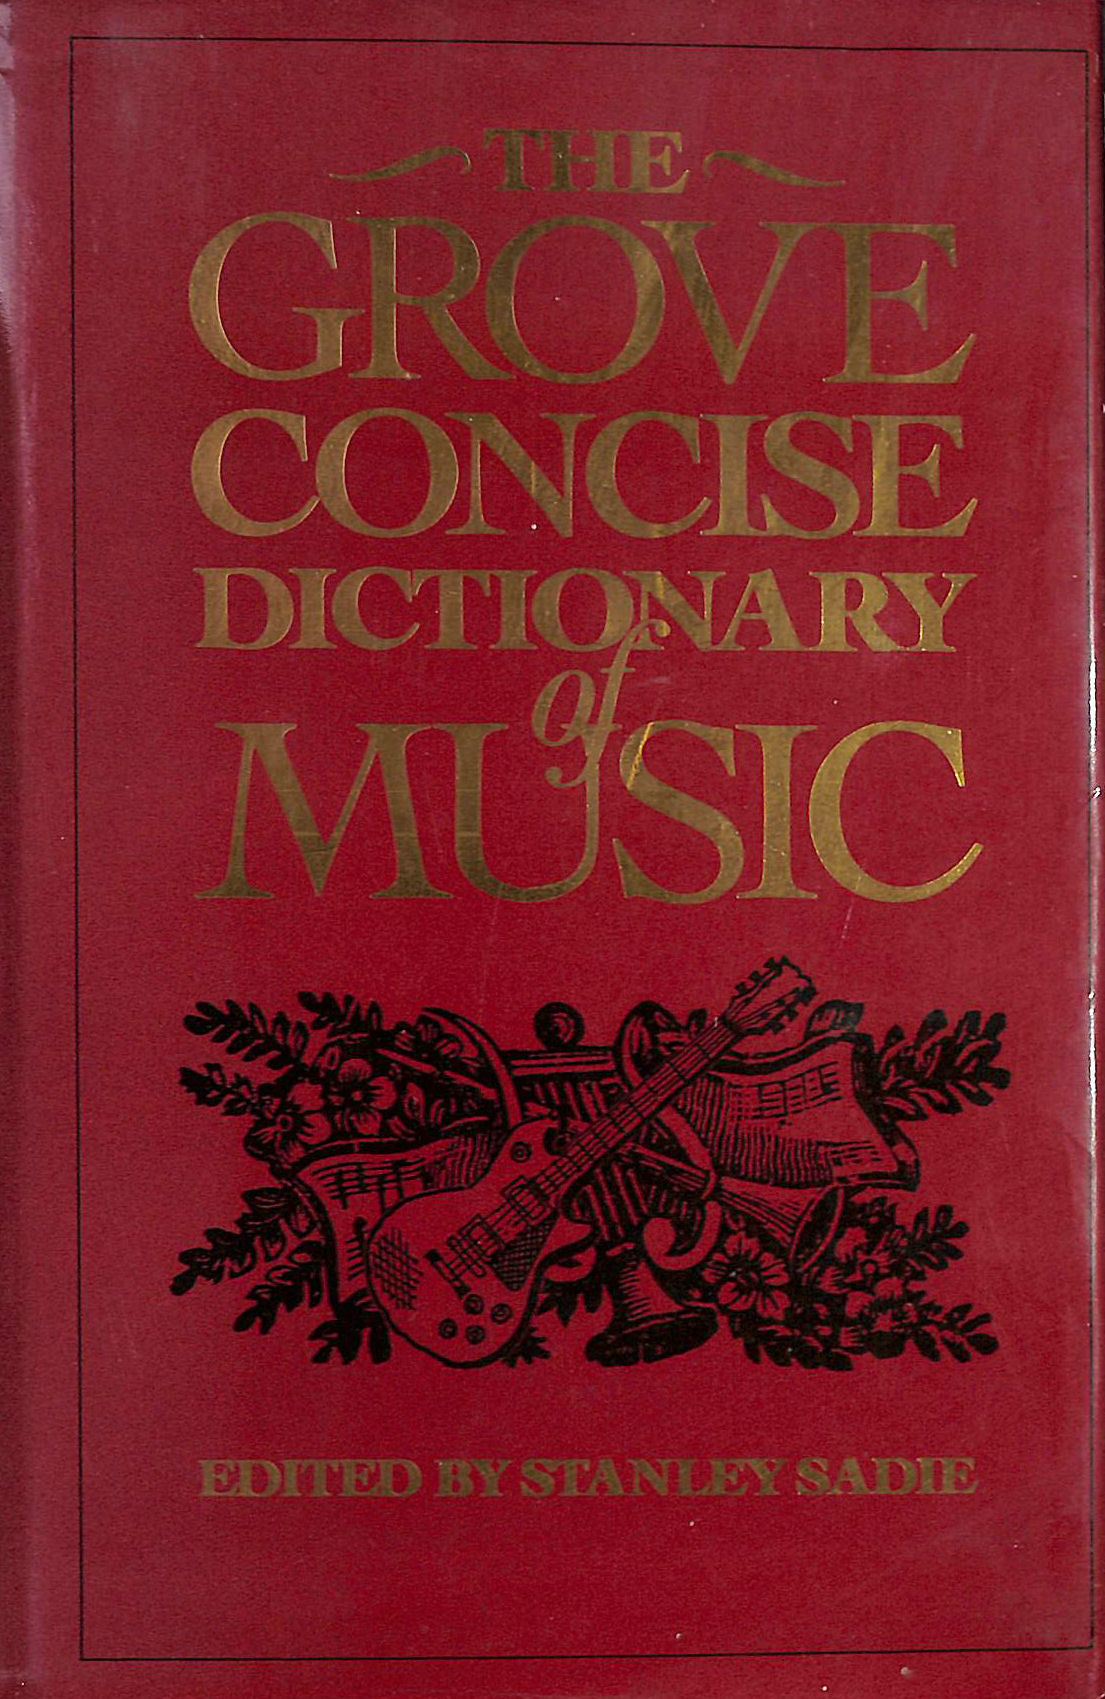 THE
GROVE
CONCISE
DICTIONARY
of
MUSIC
EDITED BY STANLEY SADIE